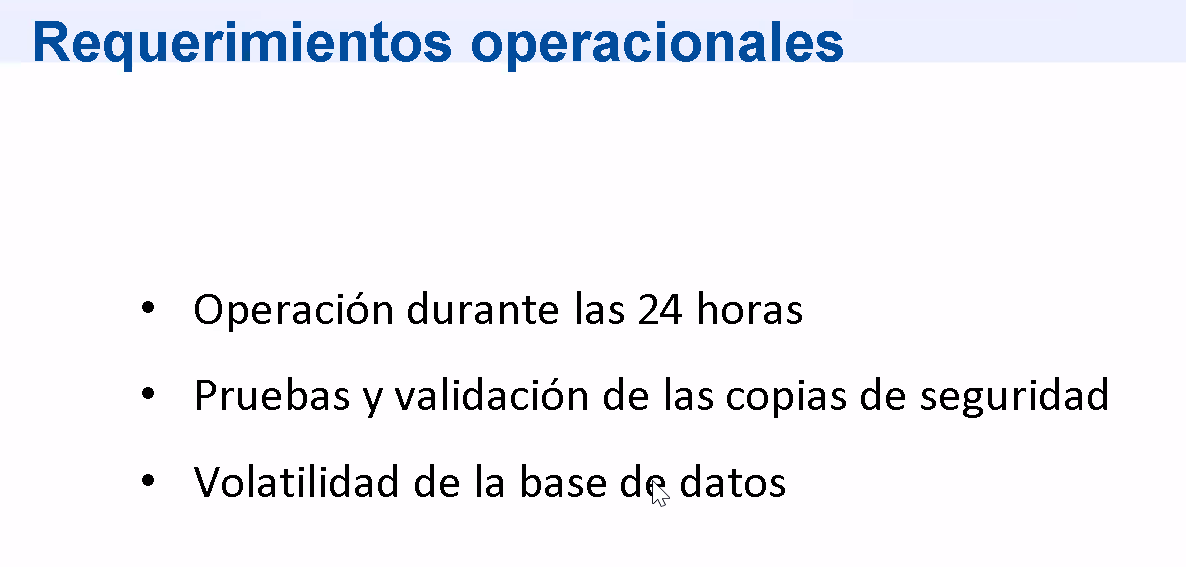 Requerimientos operacionales
• Operación durante las 24 horas
• Pruebas y validación de las copias de seguridad
• Volatilidad de la base de datos